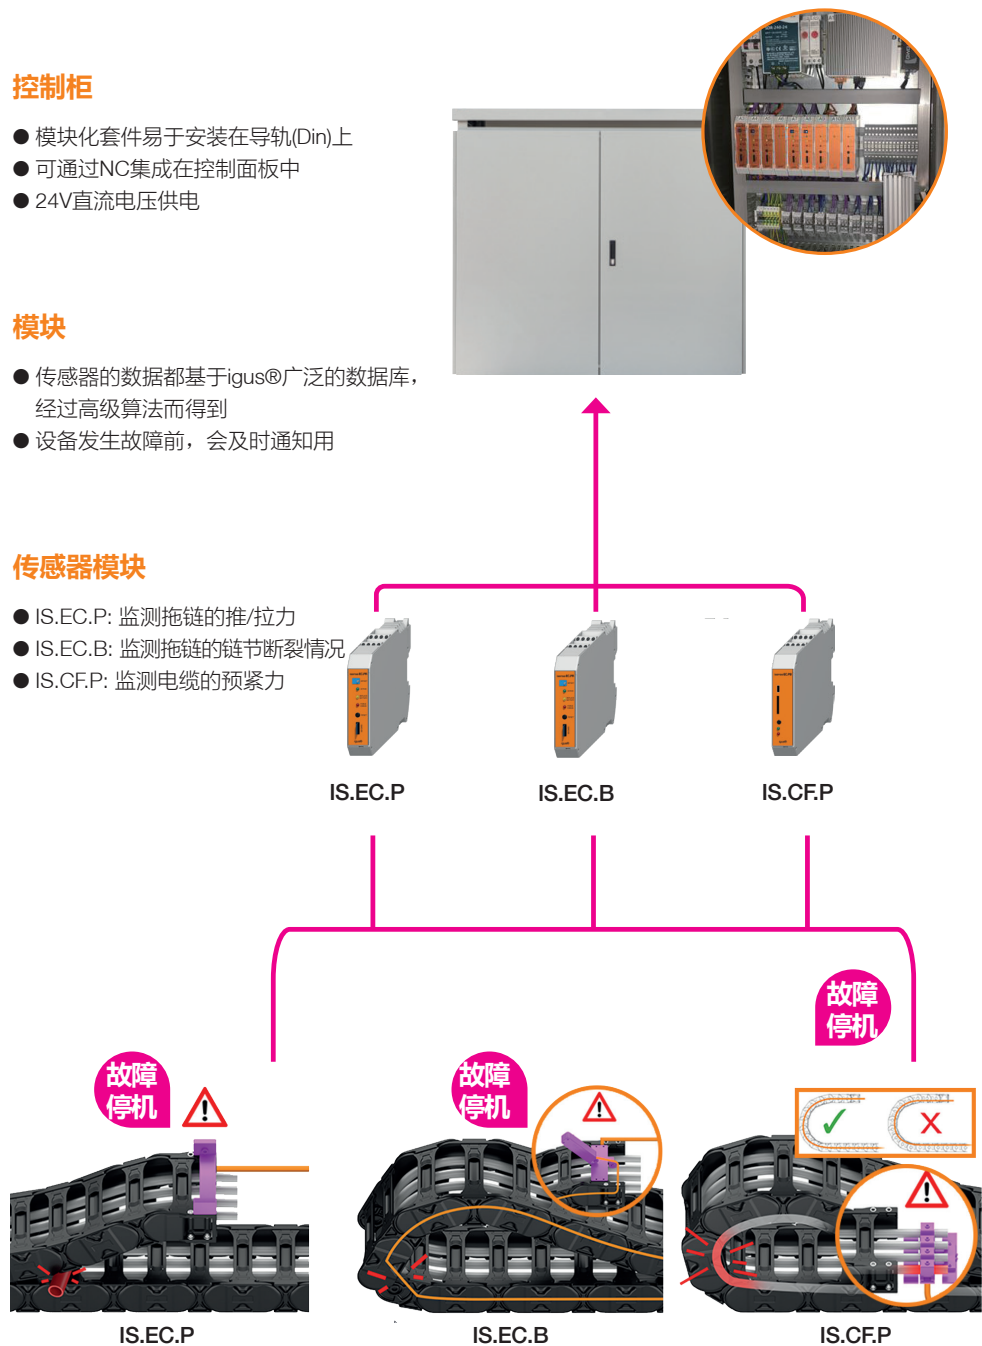 控制柜
● 模块化套件易于安装在导轨(Din)上
● 可通过NC集成在控制面板中
● 24V直流电压供电
模块
● 传感器的数据都基于igus®广泛的数据库，
经过高级算法而得到
● 设备发生故障前，会及时通知用
传感器模块
● IS.EC.P: 监测拖链的推/拉力
● IS.EC.B: 监测拖链的链节断裂情况
● IS.CF.P: 监测电缆的预紧力
IS.EC.P
IS.EC.B
IS.CF.P
故障
停机
故障
停机
故障
停机
IS.EC.P
IS.EC.B
IS.CF.P